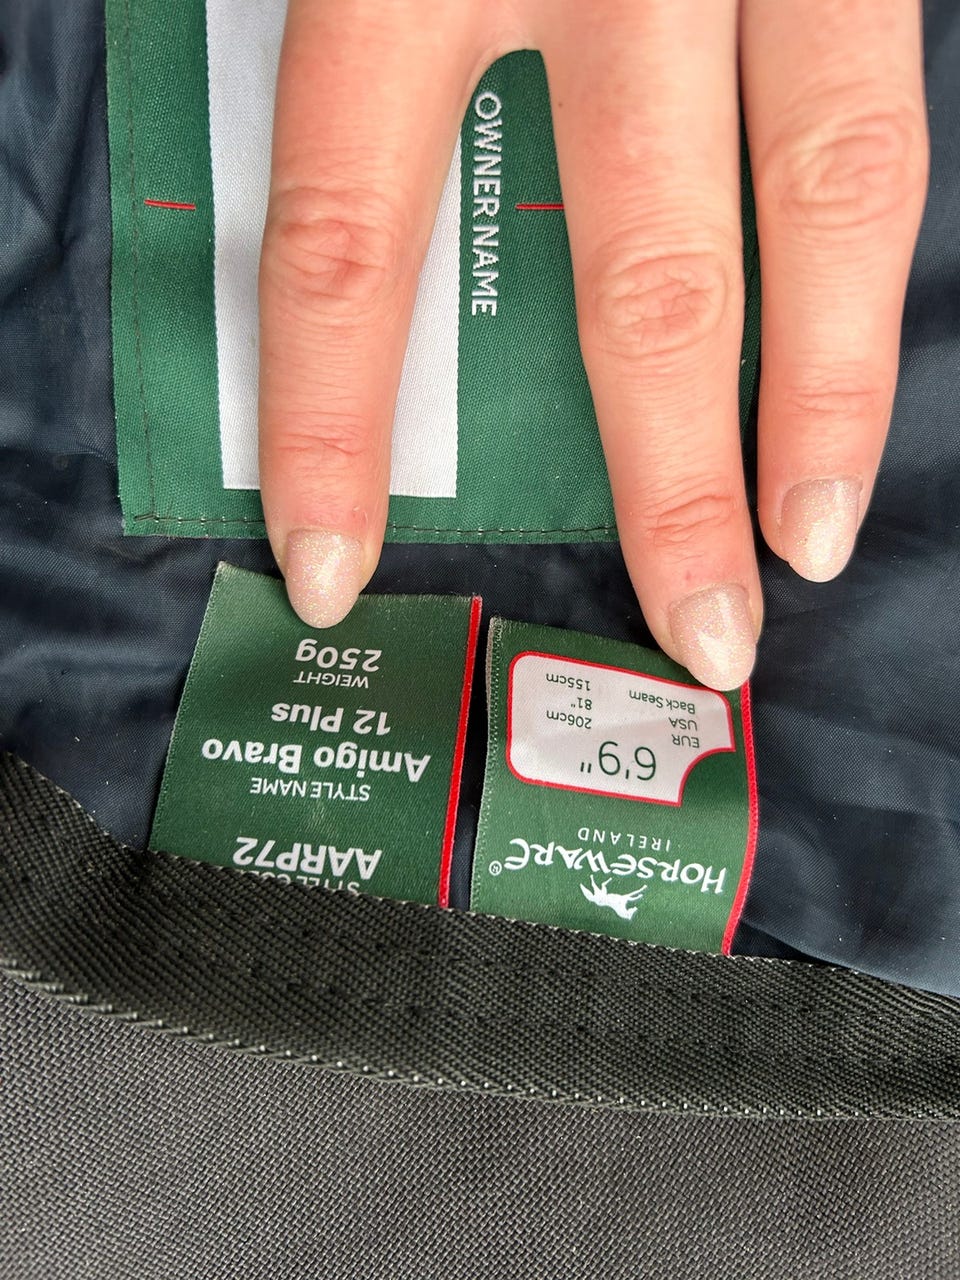 OWNER NAME
HORSEWARE®
IRELAND
6'9"
EUR 206cm
USA 81"
Back Seam 155cm
STYLE
AARP72
STYLE NAME
Amigo Bravo
12 Plus
WEIGHT
250g